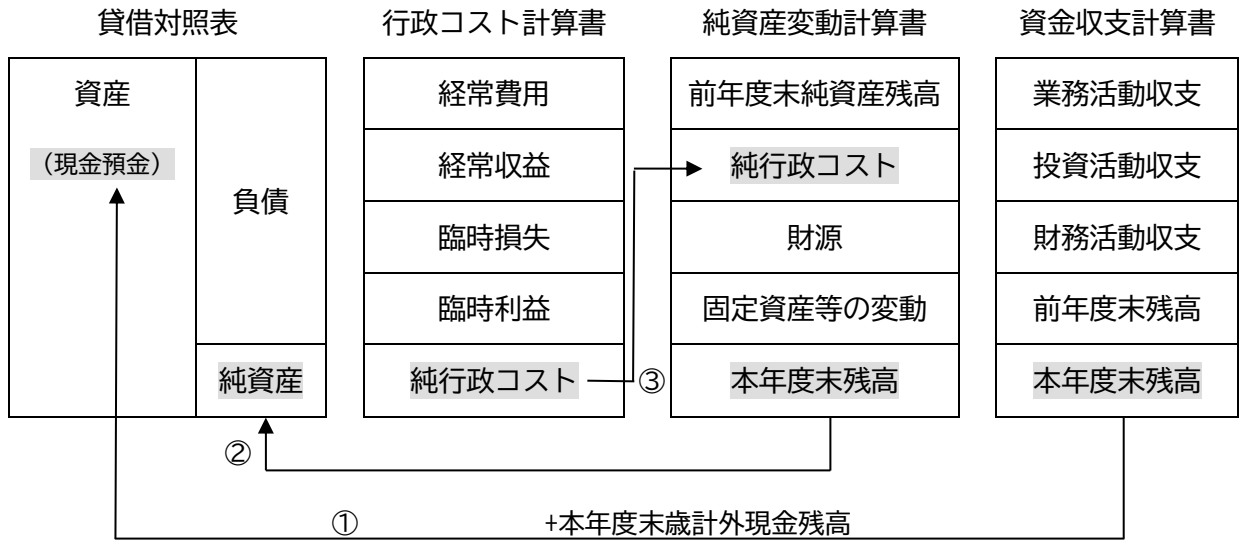 貸借対照表
資産
（現金預金）
負債
純資産
行政コスト計算書
経常費用
経常収益
臨時損失
臨時利益
純行政コスト
③
純資産変動計算書
前年度末純資産残高
純行政コスト
財源
固定資産等の変動
本年度末残高
資金収支計算書
業務活動収支
投資活動収支
財務活動収支
前年度末残高
本年度末残高
②
①
+本年度末歳計外現金残高